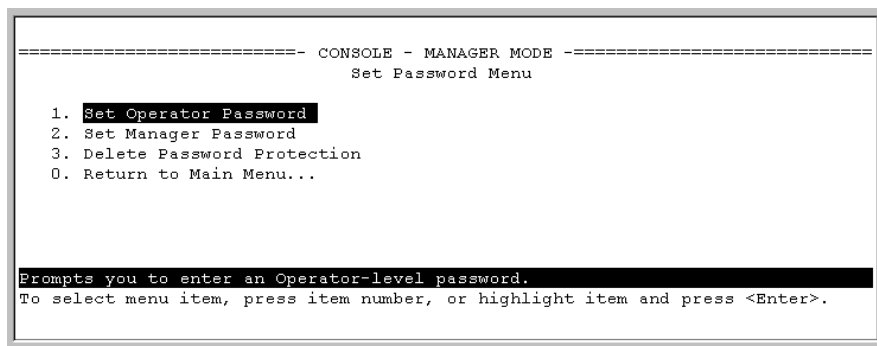 ==========================- CONSOLE - MANAGER MODE -============================
Set Password Menu
1. Set Operator Password
2. Set Manager Password
3. Delete Password Protection
0. Return to Main Menu...
Prompts you to enter an Operator-level password.
To select menu item, press item number, or highlight item and press <Enter>.